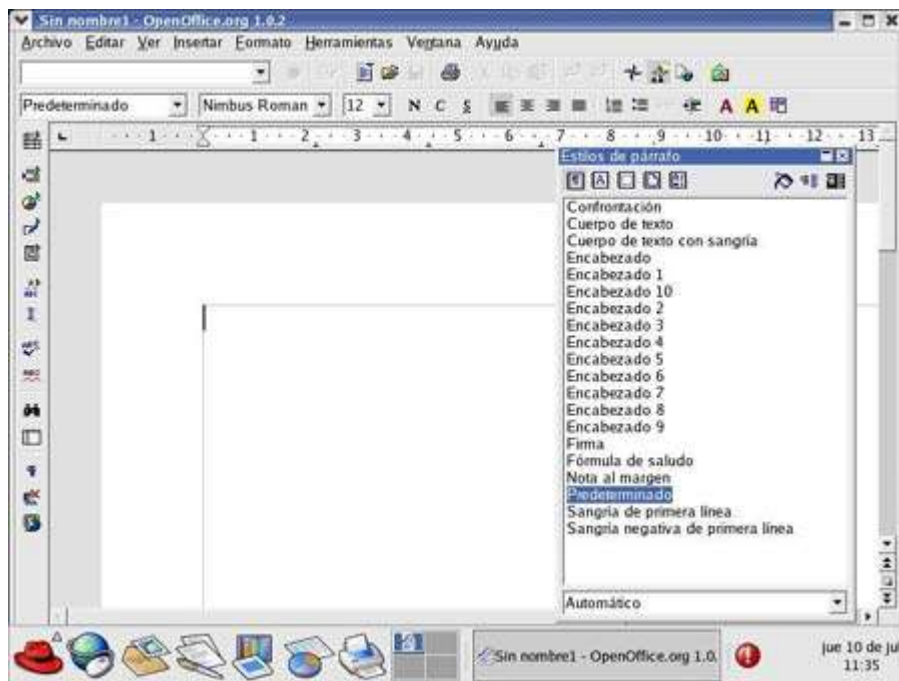 Sin nombre1 - OpenOffice.org 1.0.2
Archivo Editar Ver Insertar Formato Herramientas Ventana Ayuda
Predeterminado Nimbus Roman 12 N C S A A
1 1 2 3 4 5 6 7 8 9 10 11 12 13
Estilos de párrafo
Confrontación
Cuerpo de texto
Cuerpo de texto con sangría
Encabezado
Encabezado 1
Encabezado 10
Encabezado 2
Encabezado 3
Encabezado 4
Encabezado 5
Encabezado 6
Encabezado 7
Encabezado 8
Encabezado 9
Firma
Fórmula de saludo
Nota al margen
Predeterminado
Sangría de primera línea
Sangría negativa de primera línea
Automático
Sin nombre1 - OpenOffice.org 1.0.
jue 10 de jul
11:35